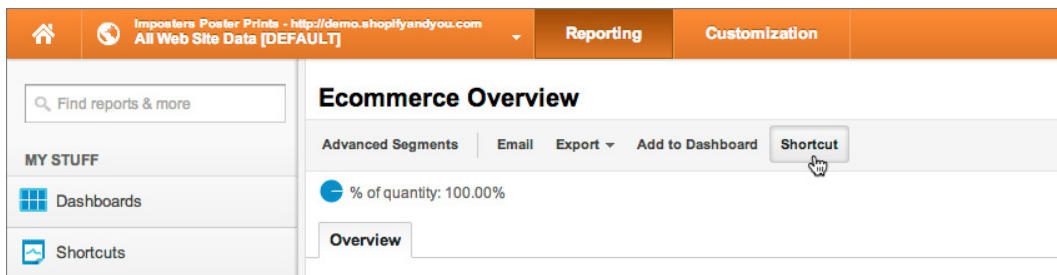 Imposters Poster Prints - http://demo.shopifyandyou.com
All Web Site Data [DEFAULT]
Reporting
Customization
Find reports & more
MY STUFF
Dashboards
Shortcuts
Ecommerce Overview
Advanced Segments Email Export Add to Dashboard Shortcut
% of quantity: 100.00%
Overview